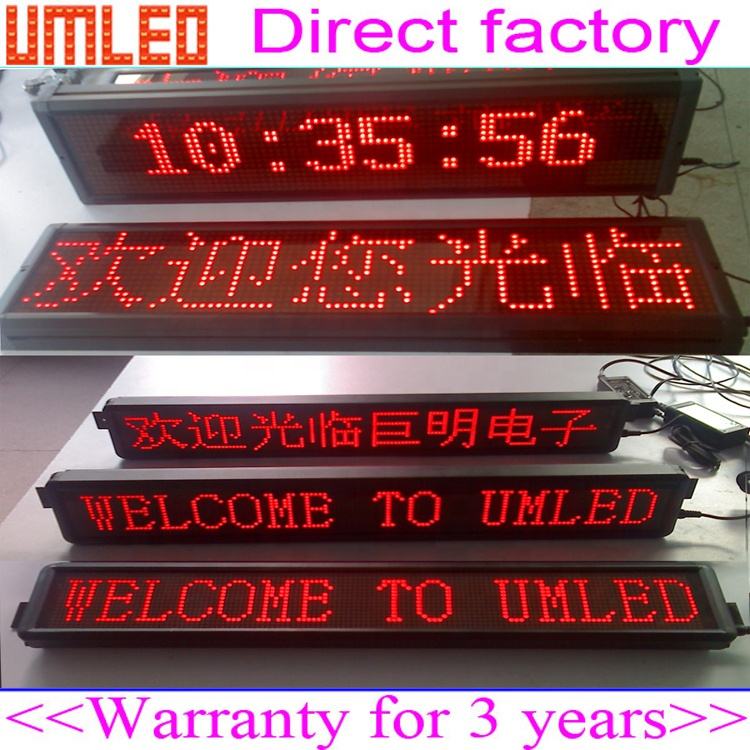 UMLED Direct factory
10:35:56
欢迎您光临
欢迎光临巨明电子
WELCOME TO UMLED
WELCOME TO UMLED
<<Warranty for 3 years>>